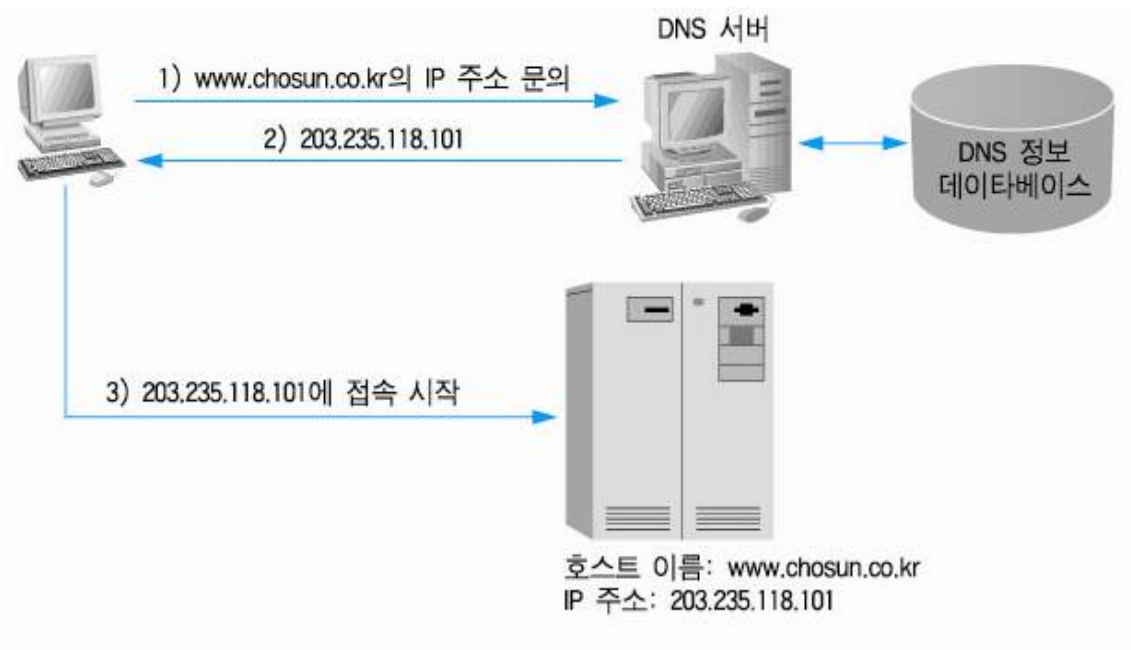 DNS 서버
1) www.chosun.co.kr의 IP 주소 문의
2) 203.235.118.101
DNS 정보
데이타베이스
3) 203.235.118.101에 접속 시작
호스트 이름: www.chosun.co.kr
IP 주소: 203.235.118.101